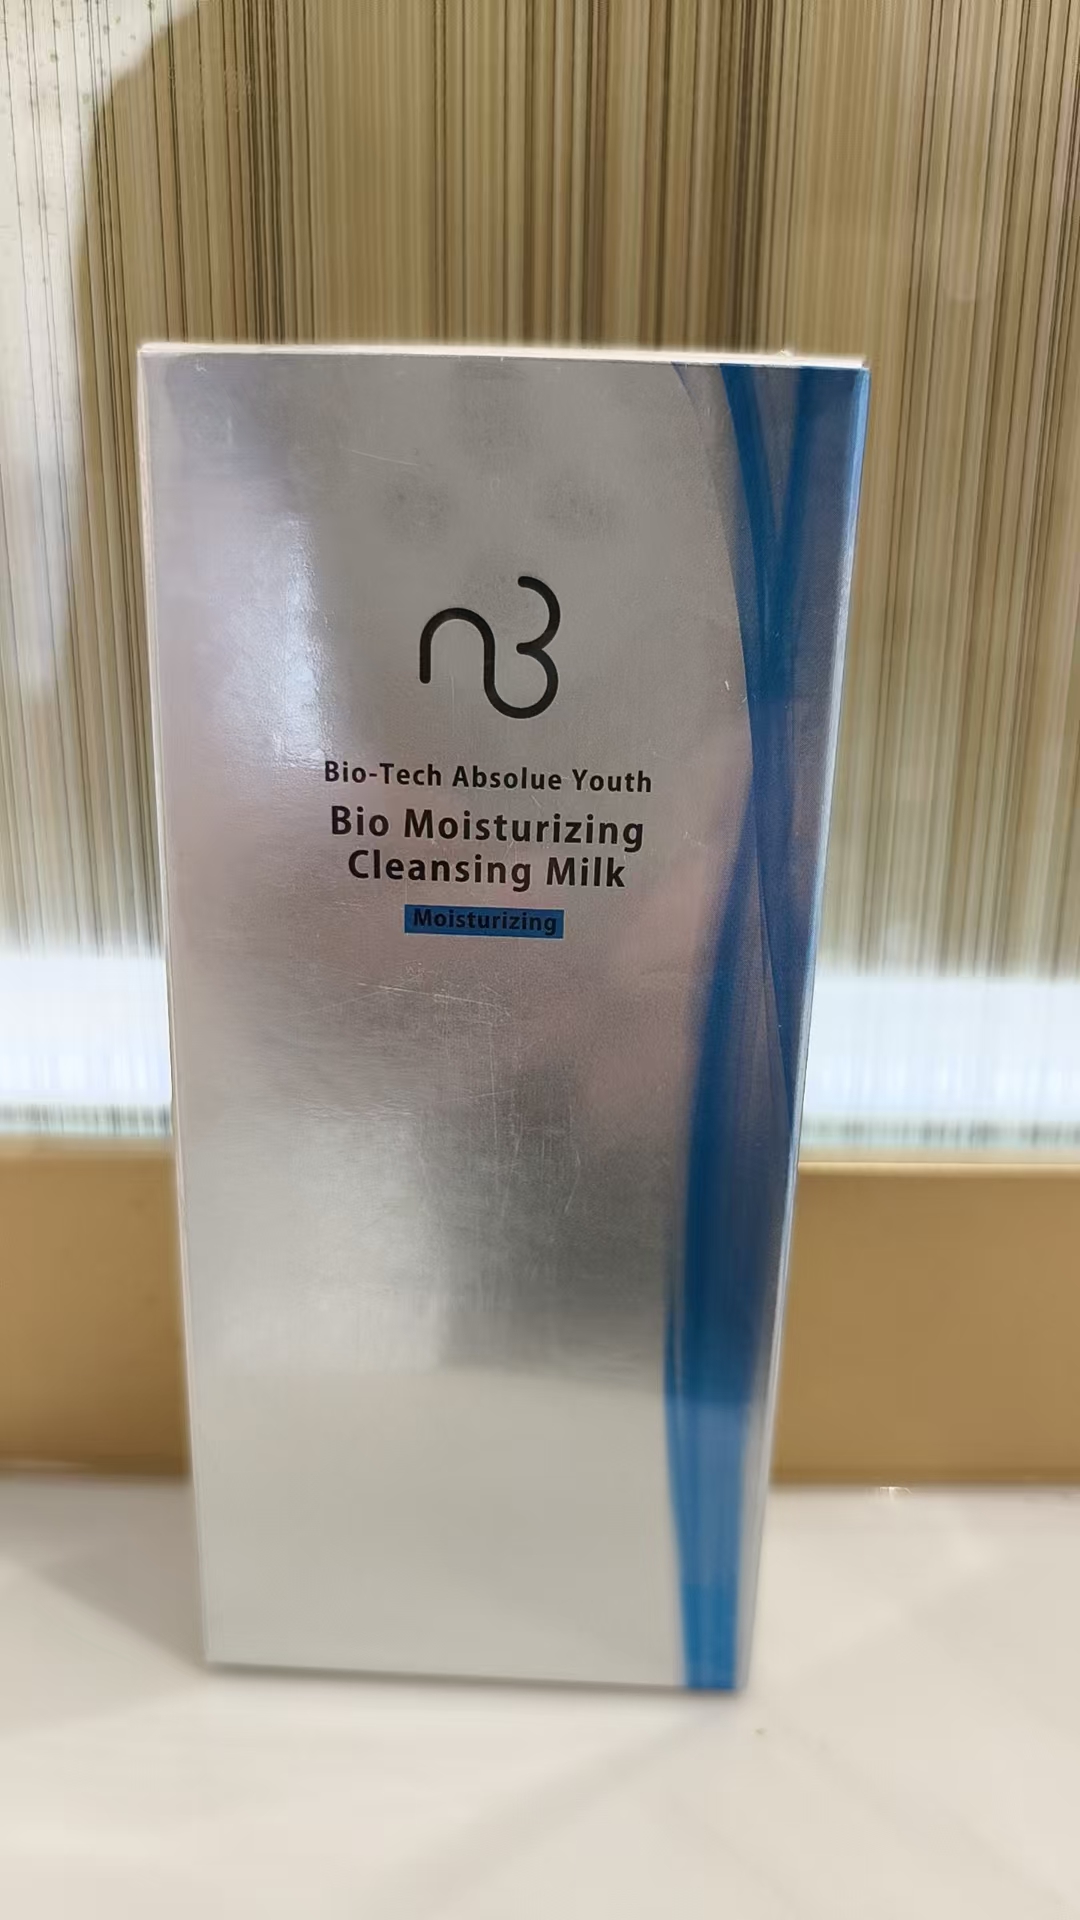 Bio-Tech Absolue Youth
Bio Moisturizing
Cleansing Milk
Moisturizing